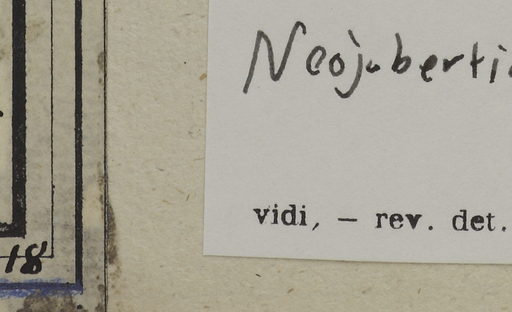 Neojuberti
vidi, — rev. det.
18